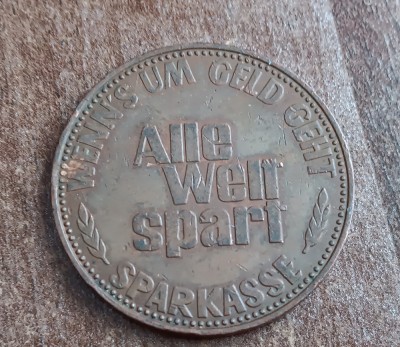 WENN'S UM GELD GEHT
Alle
Welt
spart
SPARKASSE